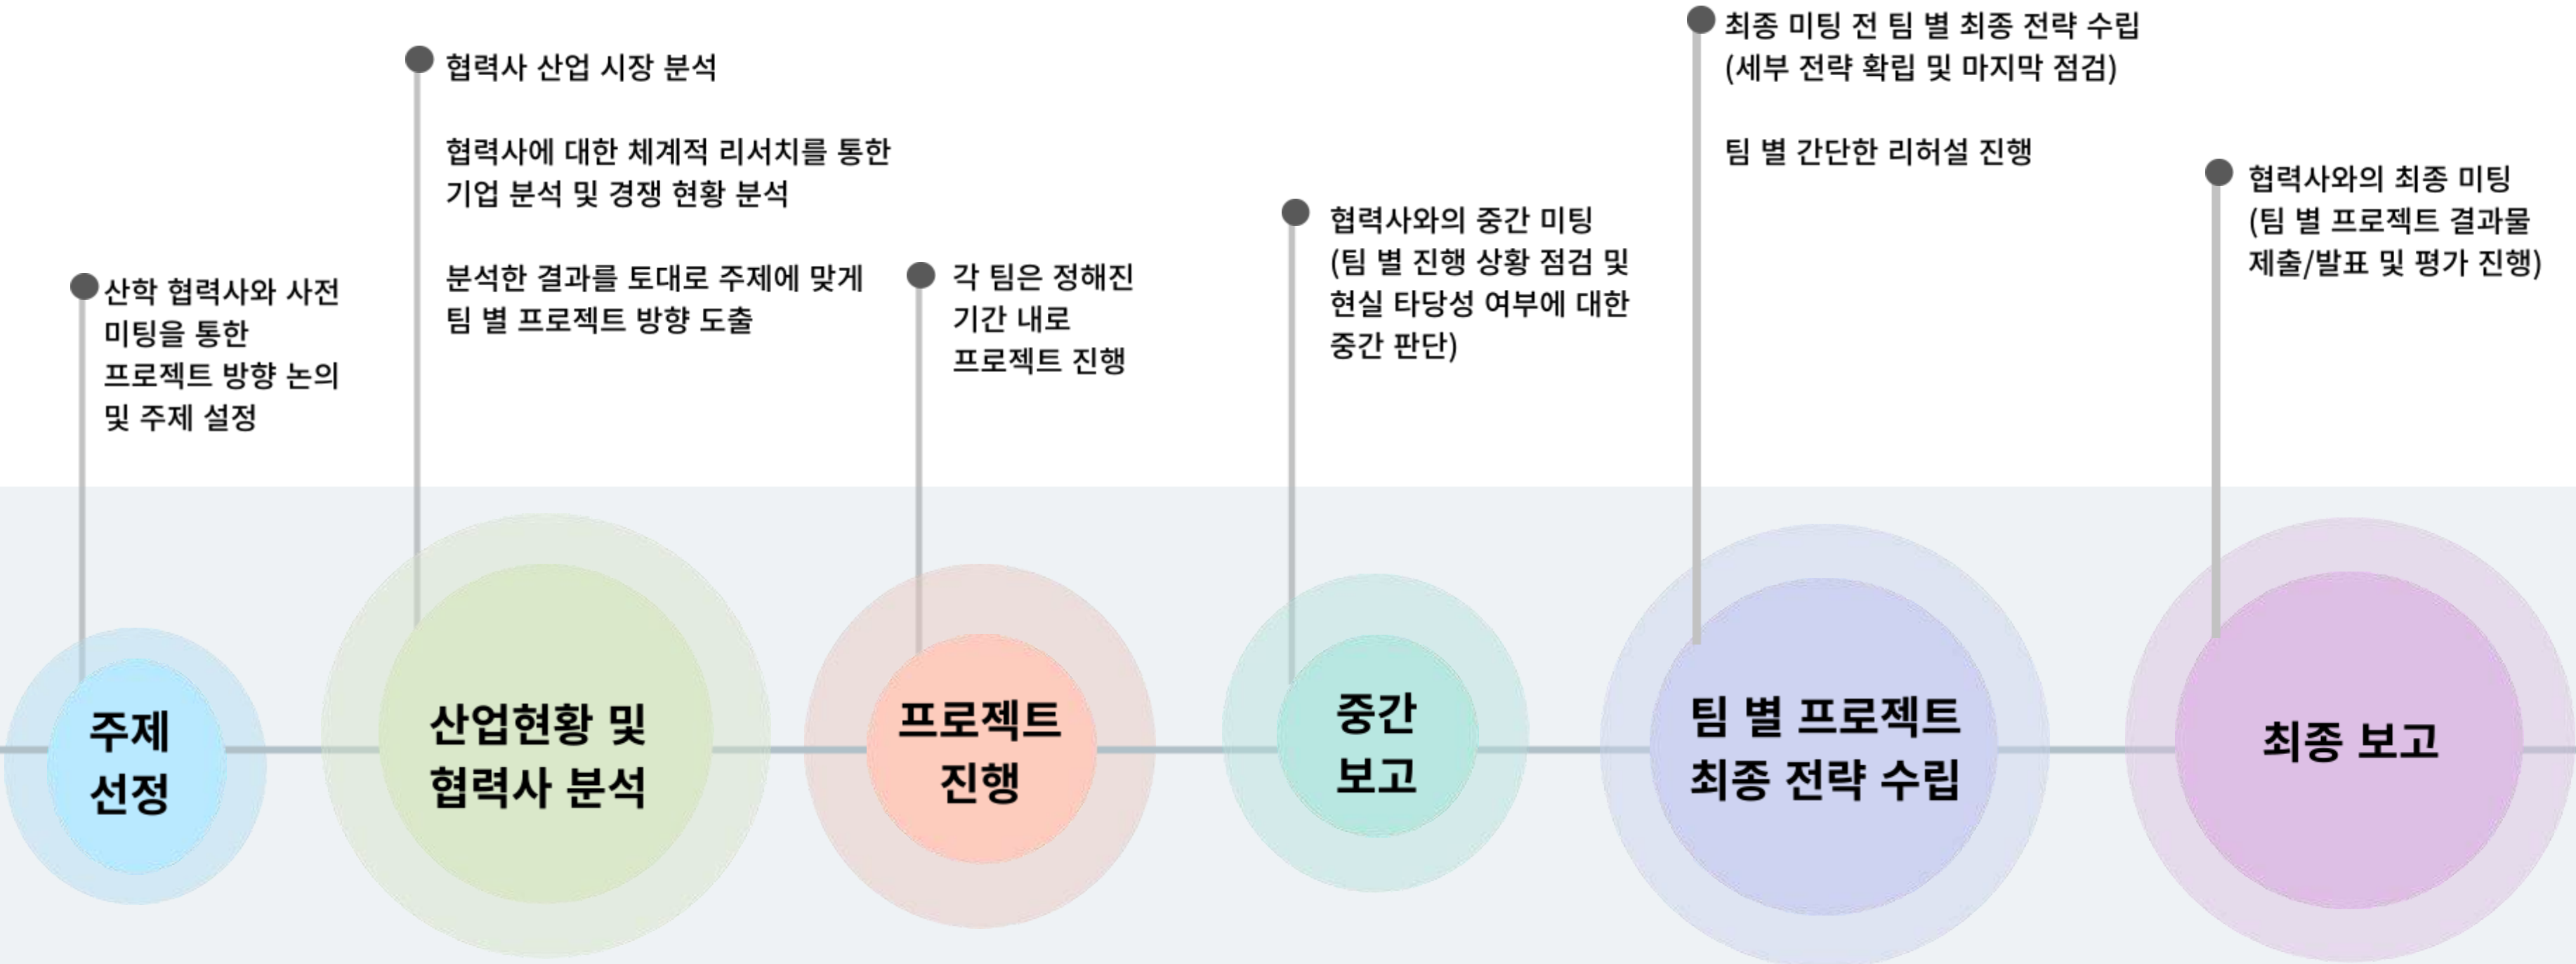 산학 협력사와 사전
미팅을 통한
프로젝트 방향 논의
및 주제 설정
협력사 산업 시장 분석
협력사에 대한 체계적 리서치를 통한
기업 분석 및 경쟁 현황 분석
분석한 결과를 토대로 주제에 맞게
팀 별 프로젝트 방향 도출
각 팀은 정해진
기간 내로
프로젝트 진행
협력사와의 중간 미팅
(팀 별 진행 상황 점검 및
현실 타당성 여부에 대한
중간 판단)
최종 미팅 전 팀 별 최종 전략 수립
(세부 전략 확립 및 마지막 점검)
팀 별 간단한 리허설 진행
협력사와의 최종 미팅
(팀 별 프로젝트 결과물
제출/발표 및 평가 진행)
주제
선정
산업현황 및
협력사 분석
프로젝트
진행
중간
보고
팀 별 프로젝트
최종 전략 수립
최종 보고